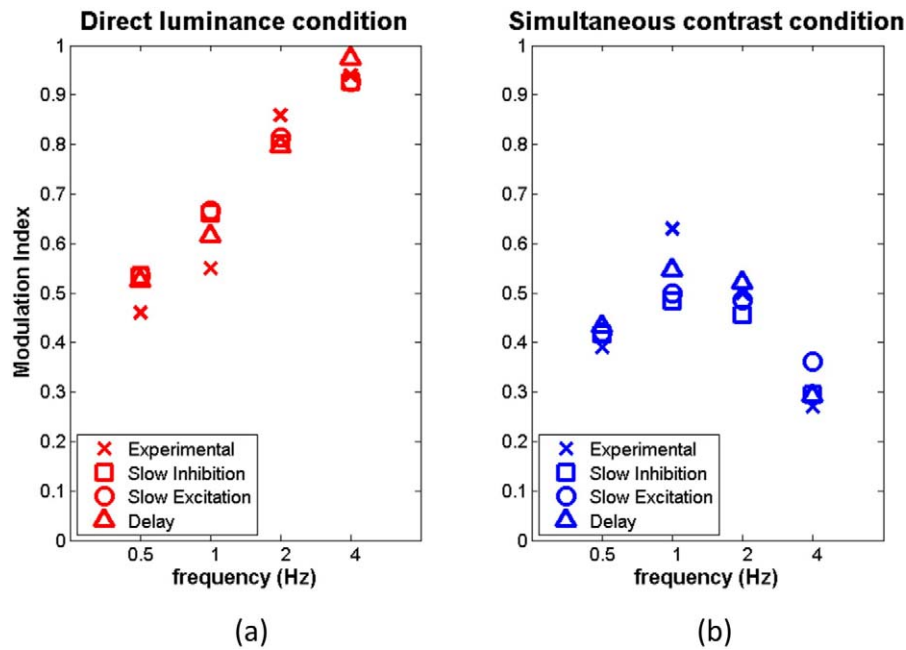 Direct luminance condition
1
0.9
0.8
0.7
0.6
0.5
0.4
0.3
0.2
0.1
0
Modulation Index
Experimental
Slow Inhibition
Slow Excitation
Delay
0.5 1 2 4
frequency (Hz)
(a)
Simultaneous contrast condition
1
0.9
0.8
0.7
0.6
0.5
0.4
0.3
0.2
0.1
0
Experimental
Slow Inhibition
Slow Excitation
Delay
0.5 1 2 4
frequency (Hz)
(b)